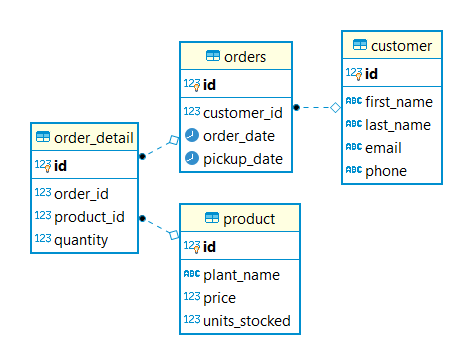 order_detail
123 id
123 order_id
123 product_id
123 quantity
orders
123 id
123 customer_id
order_date
pickup_date
customer
123 id
ABC first_name
ABC last_name
ABC email
ABC phone
product
123 id
ABC plant_name
123 price
123 units_stocked